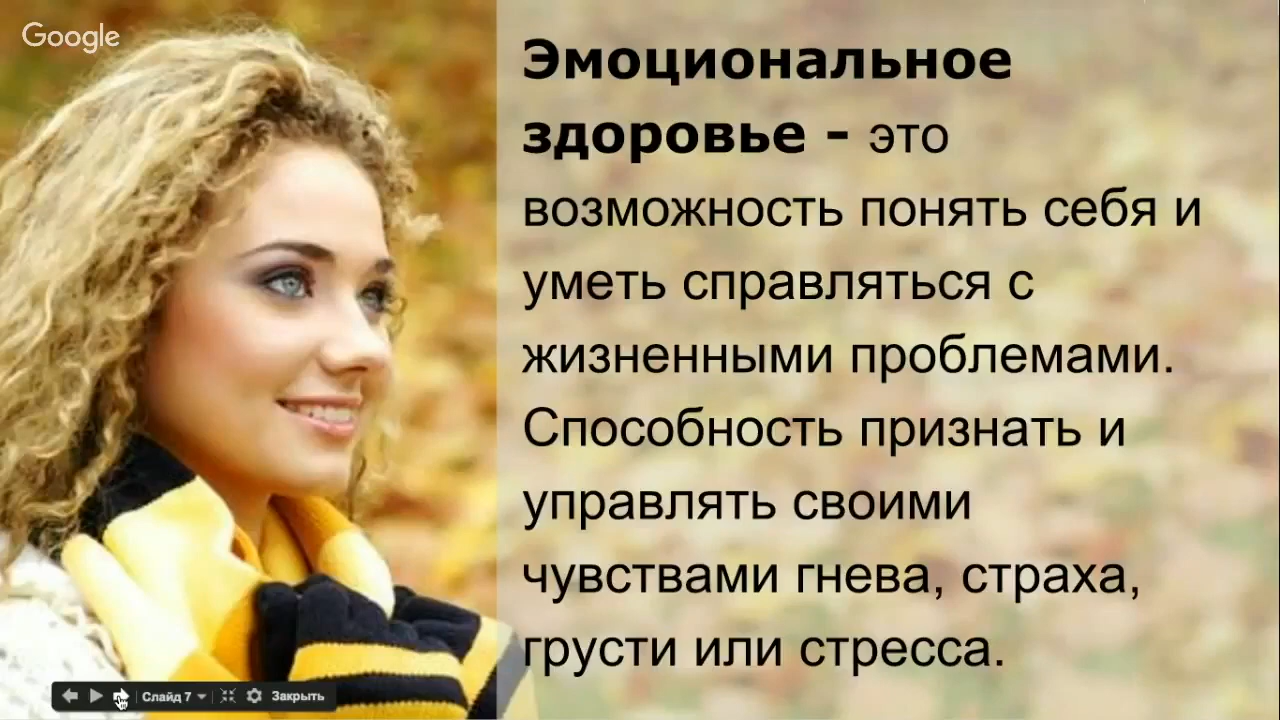 Google
Эмоциональное
здоровье - это
возможность понять себя и
уметь справляться с
жизненными проблемами.
Способность признать и
управлять своими
чувствами гнева, страха,
грусти или стресса.
Слайд 7
Закрыть